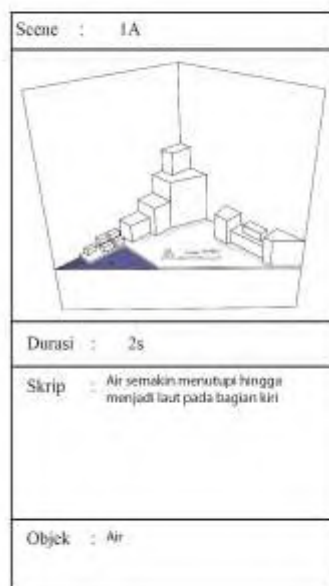 Scene : 1A
Durasi : 2s
Skrip : Air semakin menutupi hingga
menjadi laut pada bagian kiri
Objek : Air